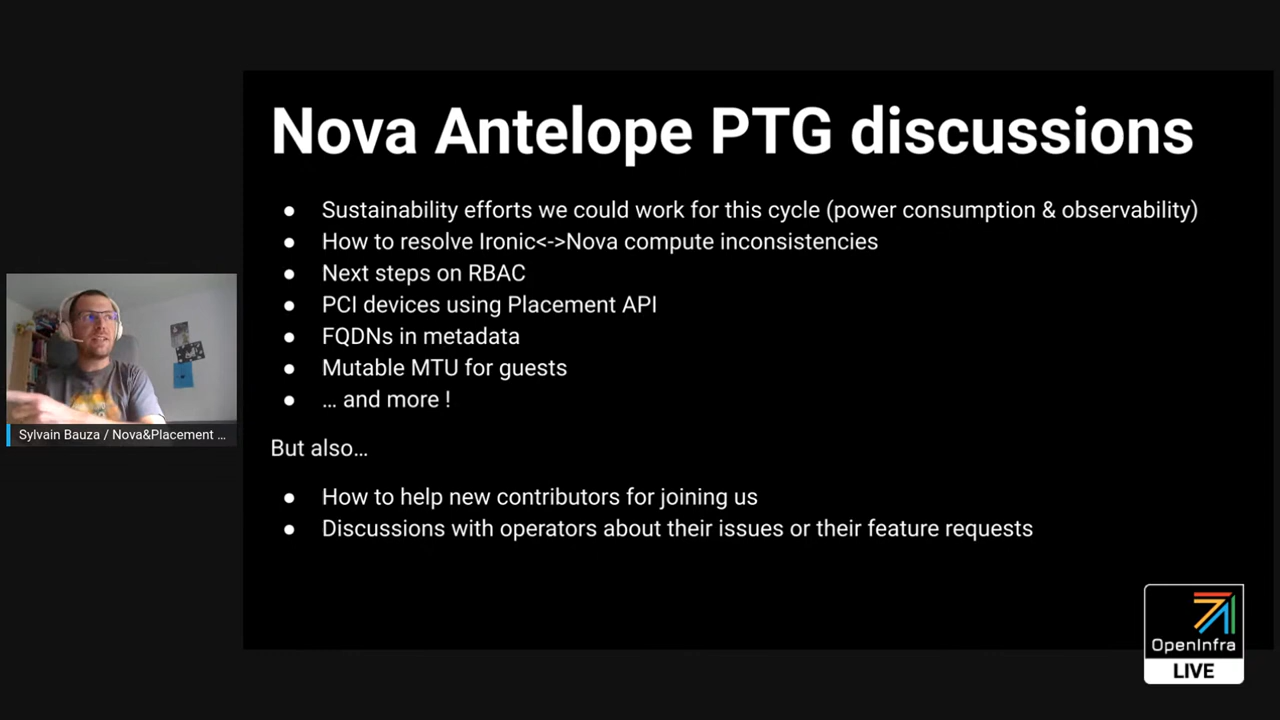 Nova Antelope PTG discussions
● Sustainability efforts we could work for this cycle (power consumption & observability)
● How to resolve Ironic<->Nova compute inconsistencies
● Next steps on RBAC
● PCI devices using Placement API
● FQDNs in metadata
● Mutable MTU for guests
● … and more !
But also…
● How to help new contributors for joining us
● Discussions with operators about their issues or their feature requests
Sylvain Bauza / Nova&Placement ...
OpenInfra
LIVE